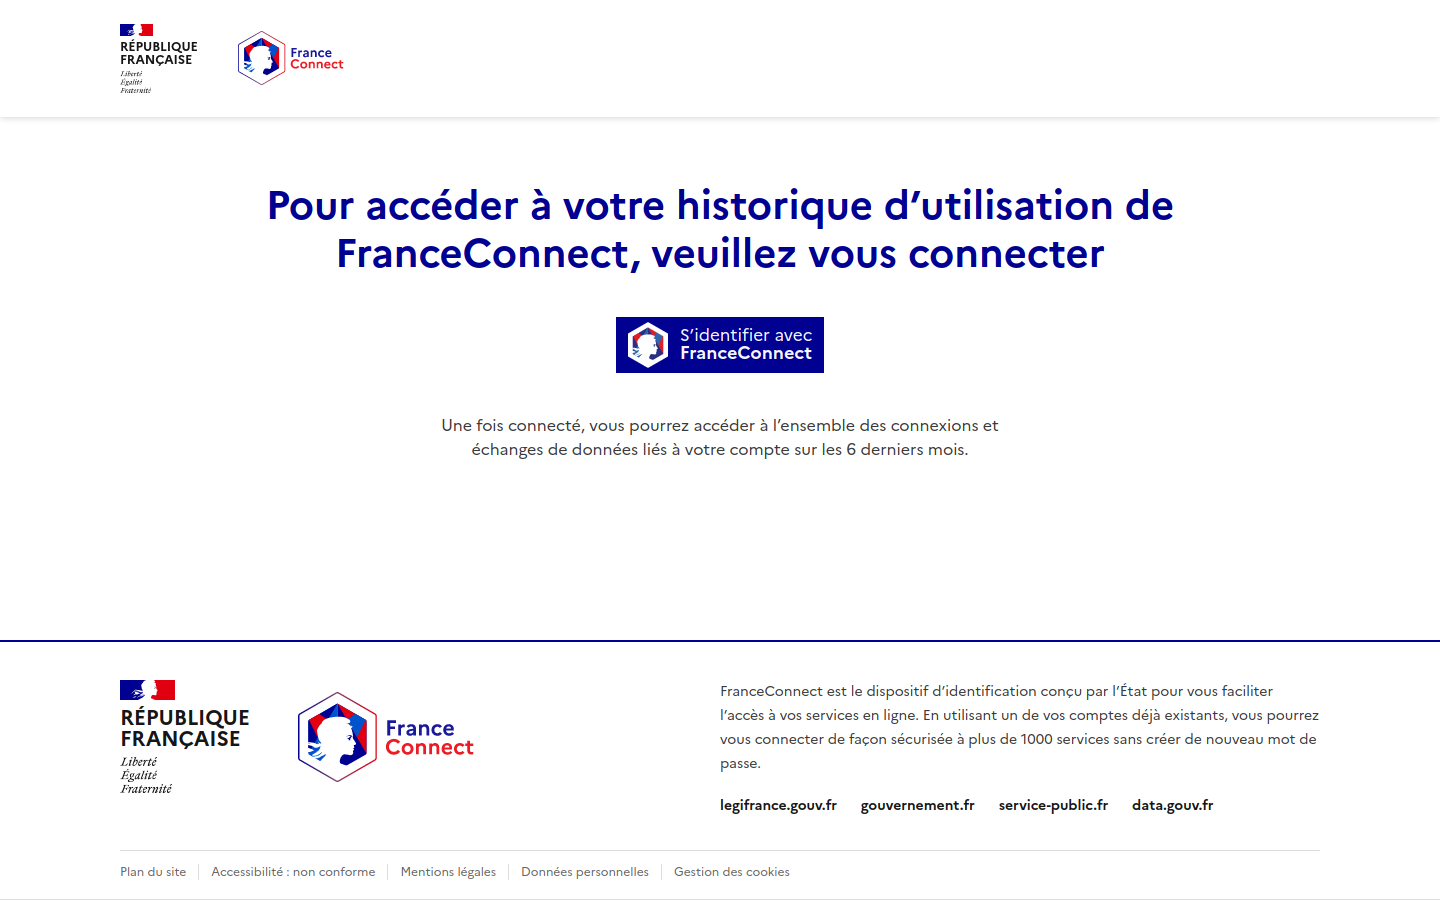 RÉPUBLIQUE
FRANÇAISE
Liberté
Égalité
Fraternité
France
Connect
Pour accéder à votre historique d’utilisation de
FranceConnect, veuillez vous connecter
S’identifier avec
FranceConnect
Une fois connecté, vous pourrez accéder à l’ensemble des connexions et
échanges de données liés à votre compte sur les 6 derniers mois.
RÉPUBLIQUE
FRANÇAISE
Liberté
Égalité
Fraternité
France
Connect
FranceConnect est le dispositif d’identification conçu par l’État pour vous faciliter
l’accès à vos services en ligne. En utilisant un de vos comptes déjà existants, vous pourrez
vous connecter de façon sécurisée à plus de 1000 services sans créer de nouveau mot de
passe.
legifrance.gouv.fr gouvernement.fr service-public.fr data.gouv.fr
Plan du site Accessibilité : non conforme Mentions légales Données personnelles Gestion des cookies